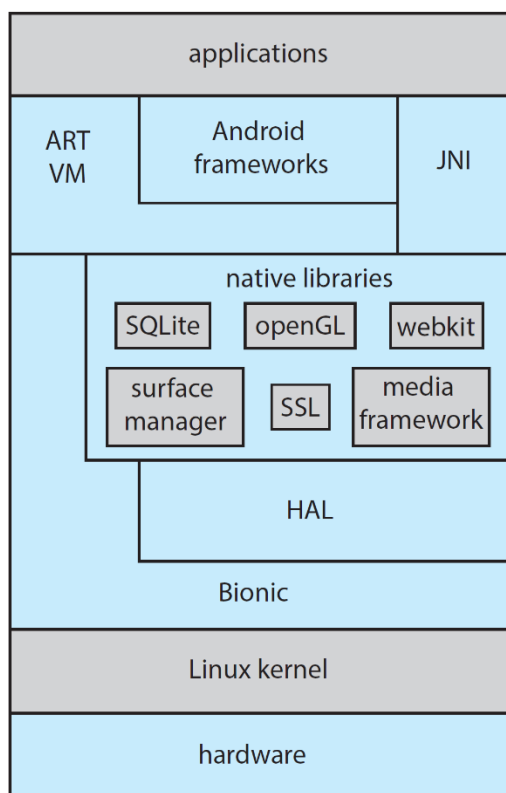 applications
ART
VM
Android
frameworks
JNI
native libraries
SQLite
openGL
webkit
surface
manager
SSL
media
framework
HAL
Bionic
Linux kernel
hardware